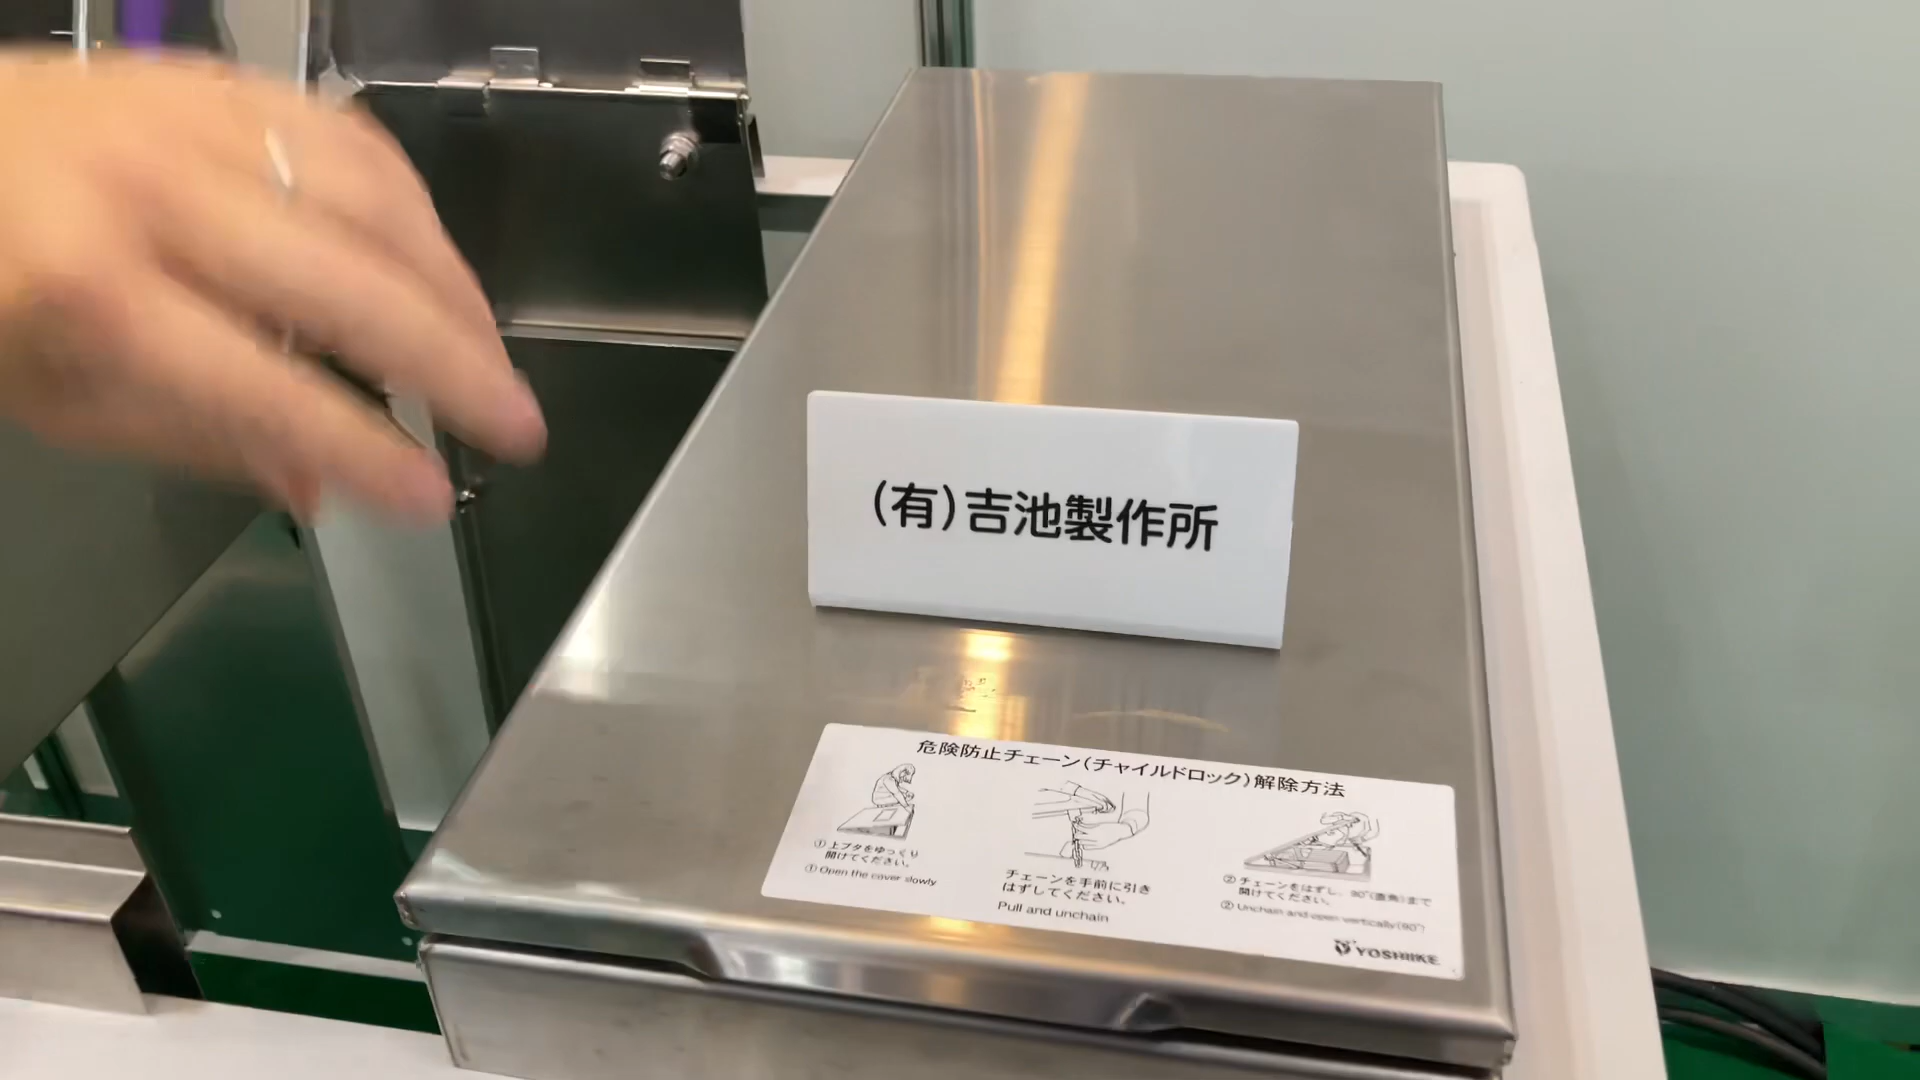 (有)吉池製作所
危険防止チェーン(チャイルドロック)解除方法
①上ブタをゆっくり
開けてください。
① Open the cover slowly
チェーンを手前に引き
はずしてください。
Pull and unchain
②チェーンをはずし、90°(直角)まで
開けてください。
② Unchain and open vertically(90°)
YOSHIIKE